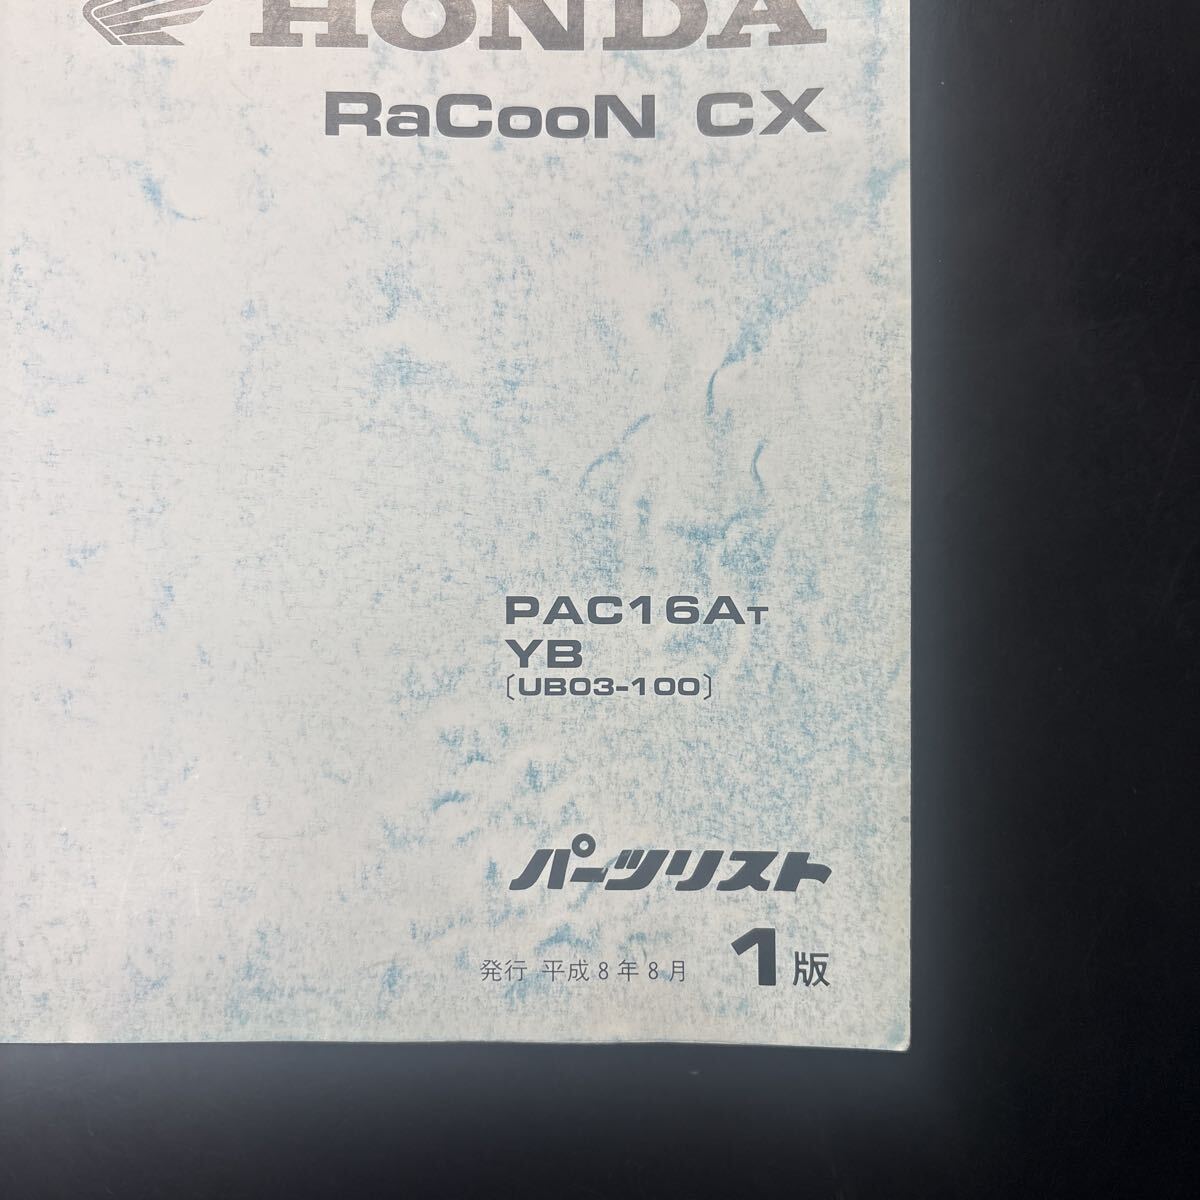 HONDA
RaCooN CX
PAC16AT
YB
〔UB03-100〕
パーツリスト
発行 平成8年8月 1版